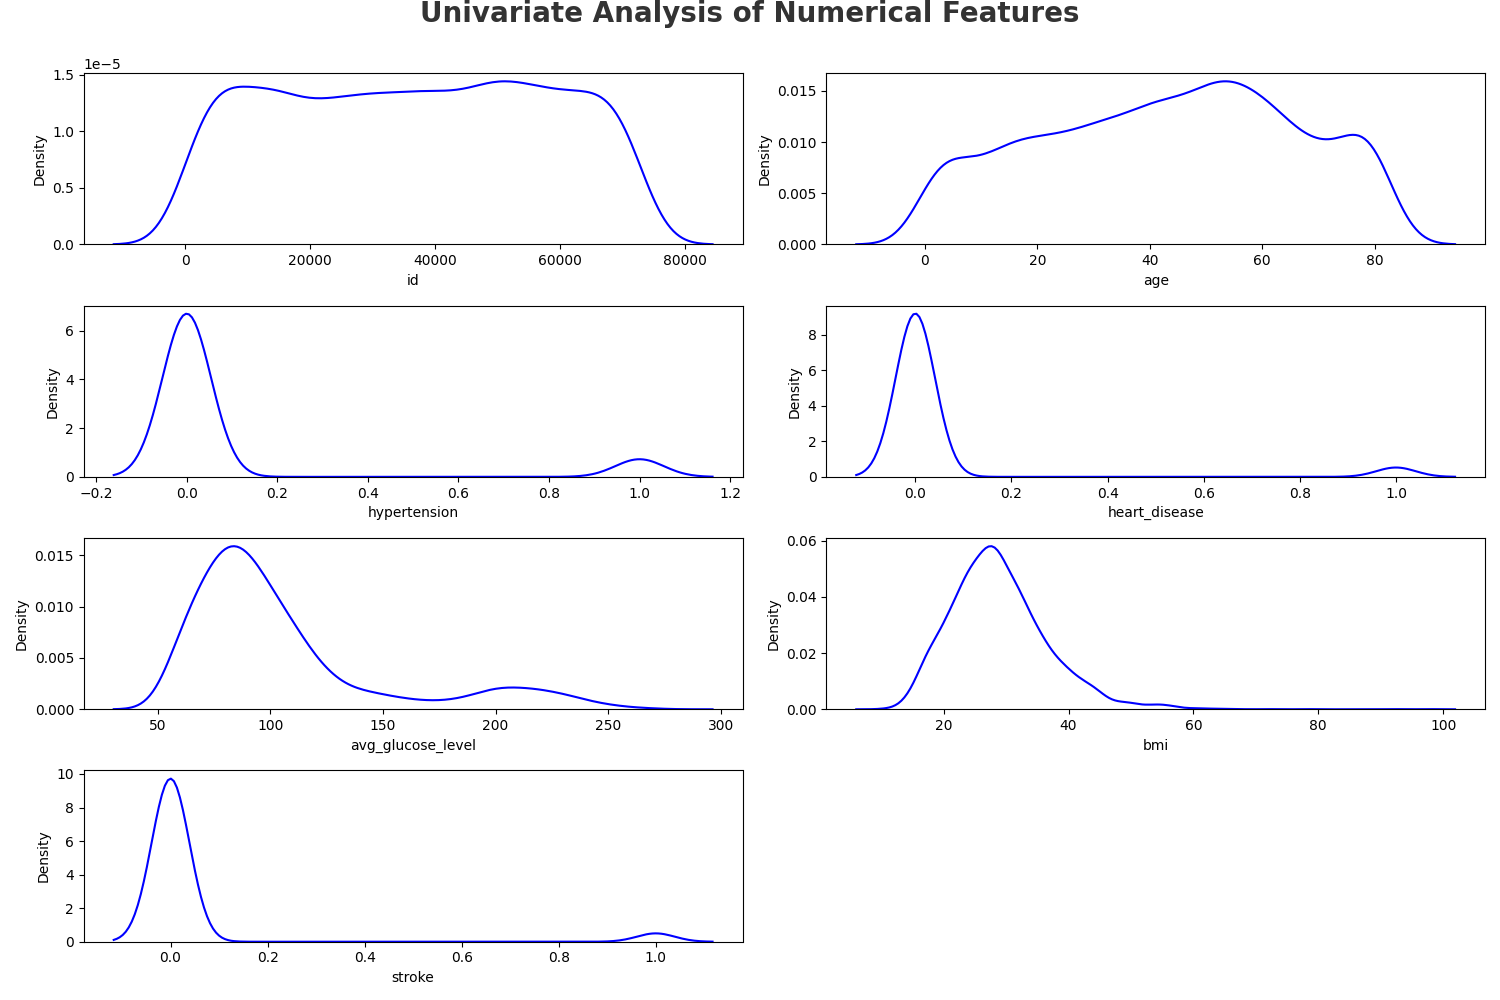 Univariate Analysis of Numerical Features
1e−5
1.5
1.0
0.5
0.0
Density
0 20000 40000 60000 80000
id
0.015
0.010
0.005
0.000
Density
0 20 40 60 80
age
6
4
2
0
Density
−0.2 0.0 0.2 0.4 0.6 0.8 1.0 1.2
hypertension
8
6
4
2
0
Density
0.0 0.2 0.4 0.6 0.8 1.0
heart_disease
0.015
0.010
0.005
0.000
Density
50 100 150 200 250 300
avg_glucose_level
0.06
0.04
0.02
0.00
Density
20 40 60 80 100
bmi
10
8
6
4
2
0
Density
0.0 0.2 0.4 0.6 0.8 1.0
stroke